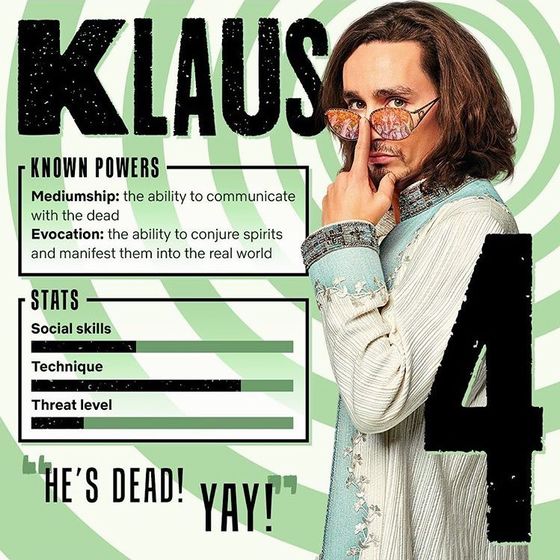 KLAUS
KNOWN POWERS
Mediumship: the ability to communicate
with the dead
Evocation: the ability to conjure spirits
and manifest them into the real world
STATS
Social skills
Technique
Threat level
4
"HE'S DEAD! YAY!"